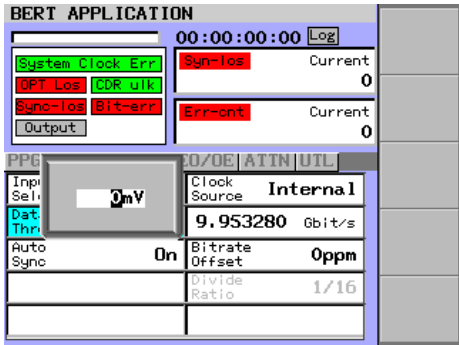 BERT APPLICATION
00:00:00:00 Log
System Clock Err
OPT Los CDR ulk
Sync-los Bit-err
Output
Syn-los Current
0
Err-cnt Current
0
PPG EO/OE ATTN UTL
0mV
Clock
Source Internal
9.953280 Gbit/s
Auto
Sync On
Bitrate
Offset 0ppm
Divide
Ratio 1/16